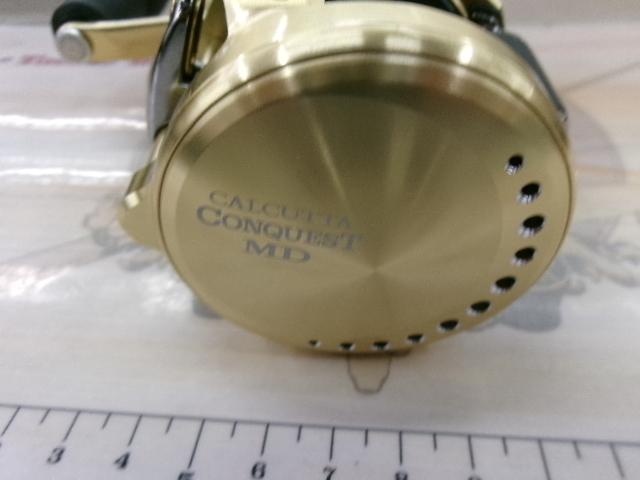 CALCUTTA
CONQUEST
MD
3 4 5 6 7 8 9